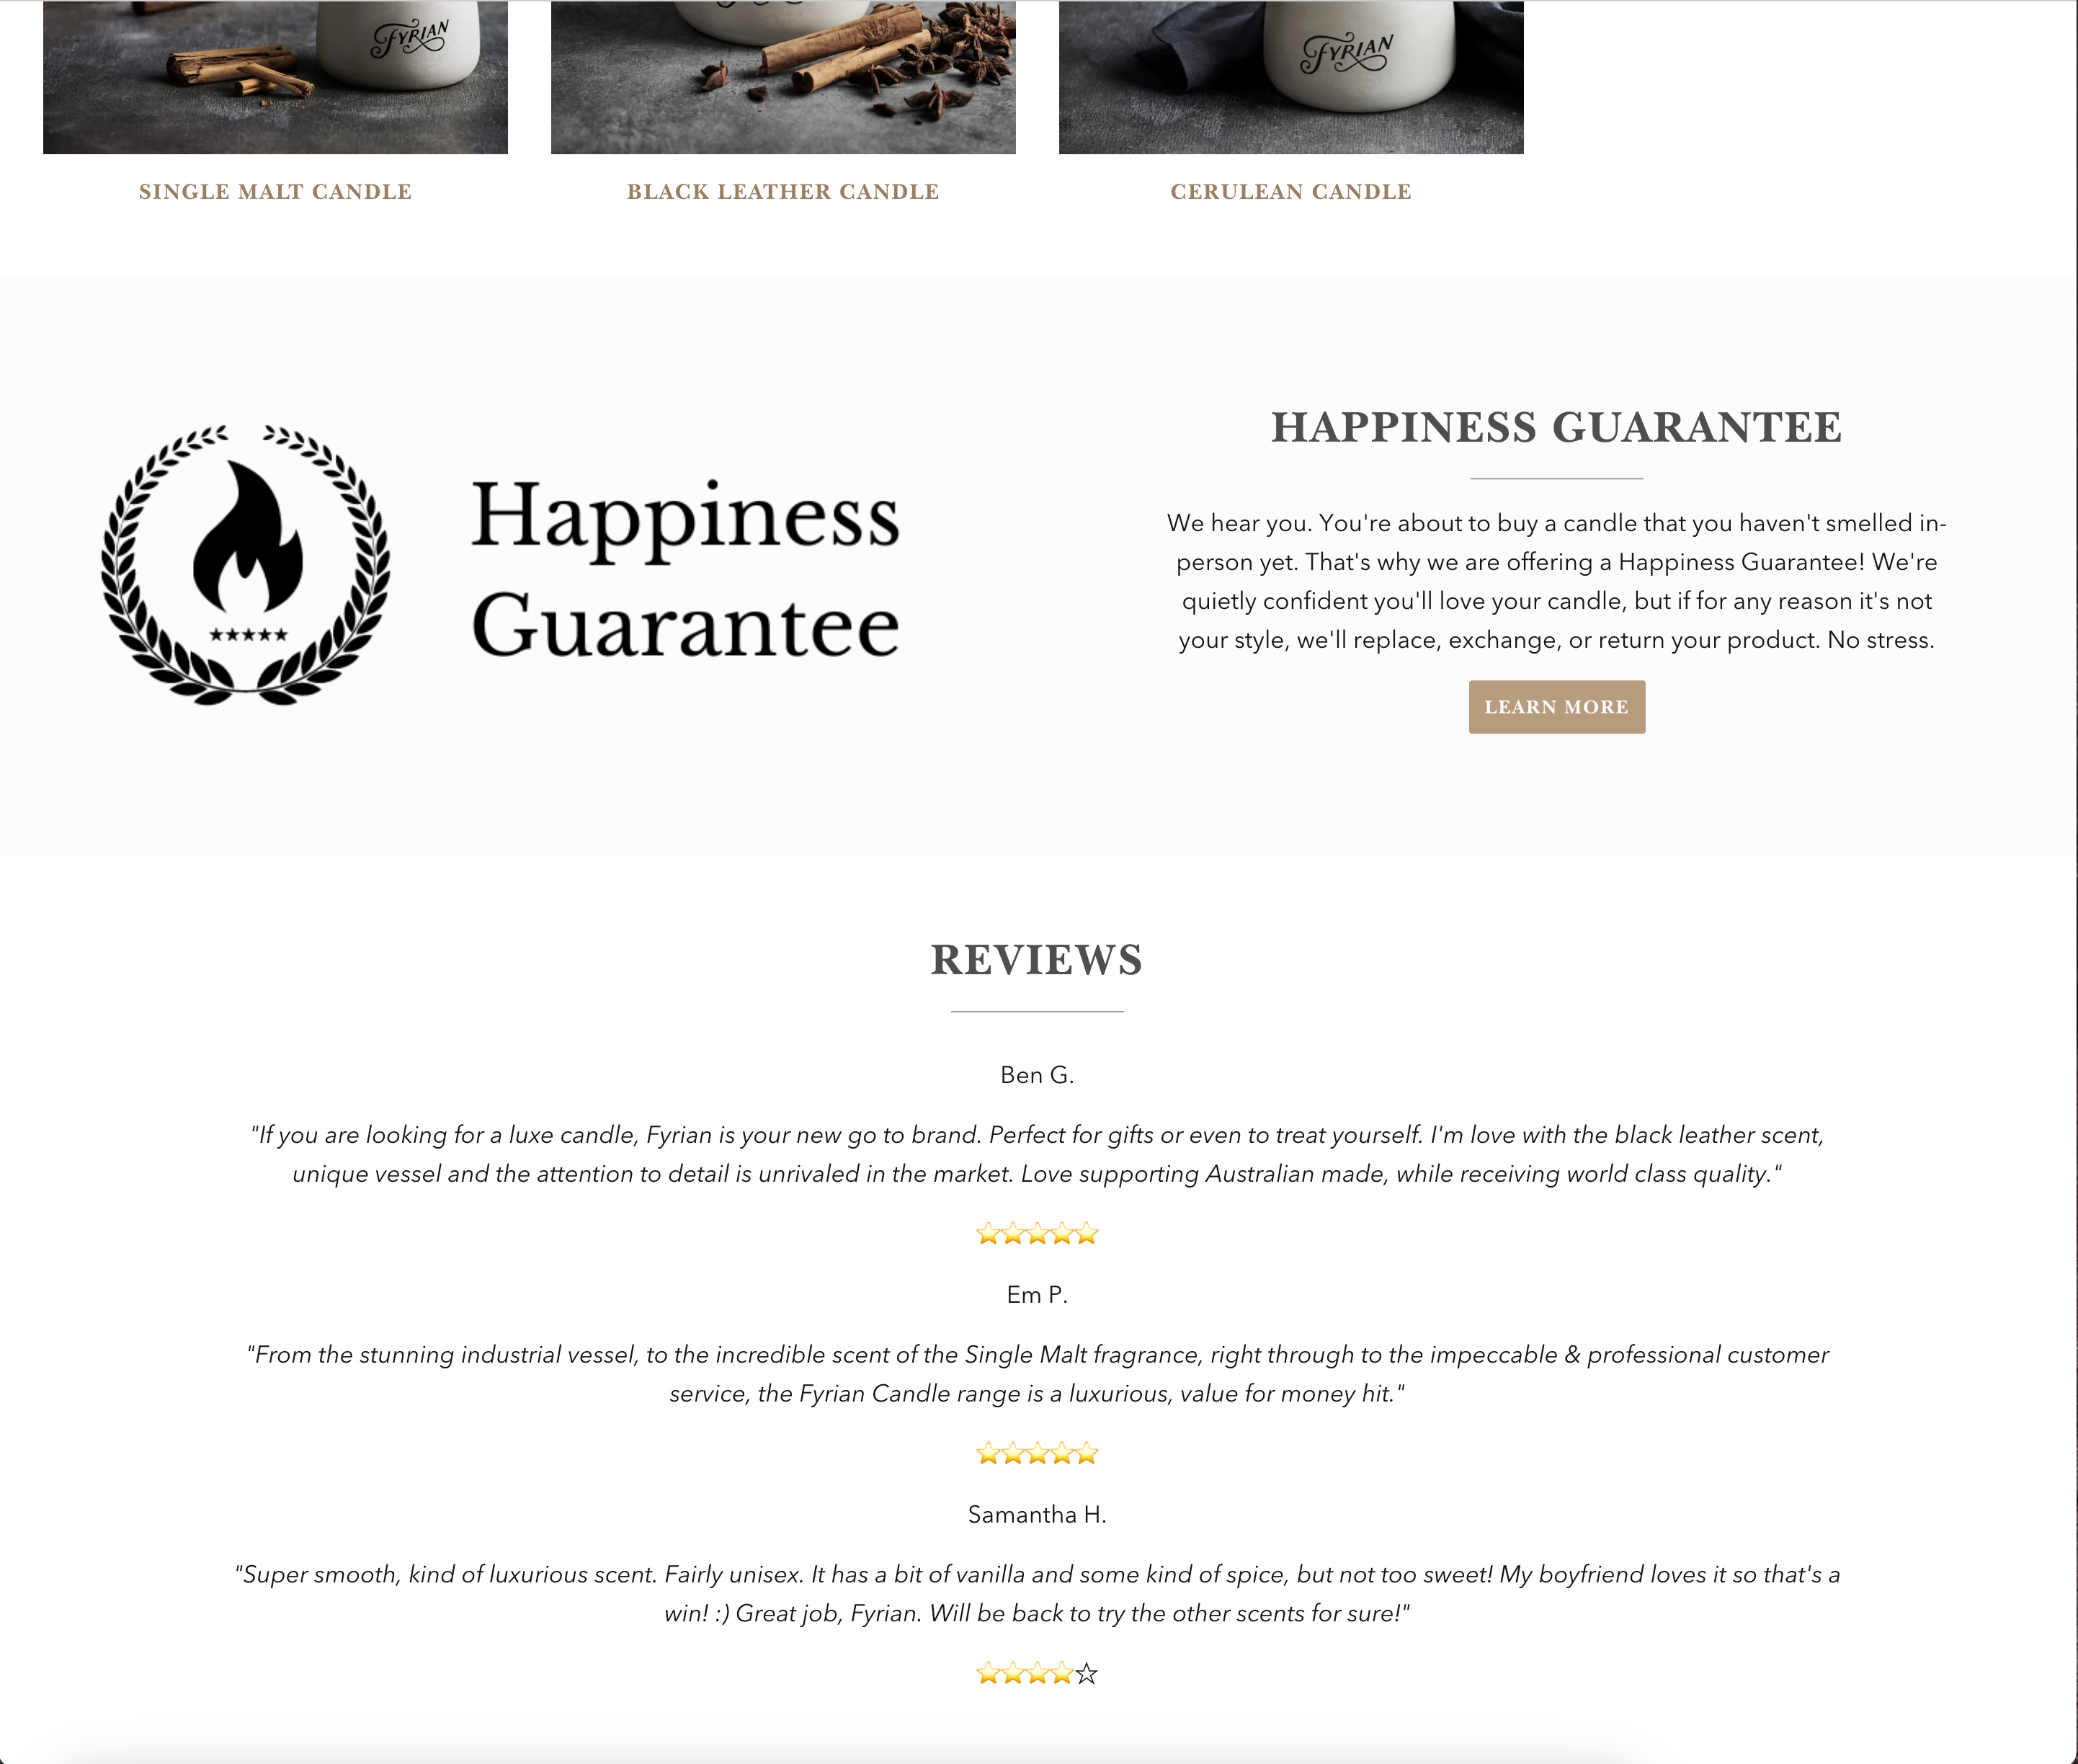 FYRIAN
FYRIAN
SINGLE MALT CANDLE
BLACK LEATHER CANDLE
CERULEAN CANDLE
Happiness
Guarantee
HAPPINESS GUARANTEE
We hear you. You're about to buy a candle that you haven't smelled in-
person yet. That's why we are offering a Happiness Guarantee! We're
quietly confident you'll love your candle, but if for any reason it's not
your style, we'll replace, exchange, or return your product. No stress.
LEARN MORE
REVIEWS
Ben G.
"If you are looking for a luxe candle, Fyrian is your new go to brand. Perfect for gifts or even to treat yourself. I'm love with the black leather scent,
unique vessel and the attention to detail is unrivaled in the market. Love supporting Australian made, while receiving world class quality."
⭐⭐⭐⭐⭐
Em P.
"From the stunning industrial vessel, to the incredible scent of the Single Malt fragrance, right through to the impeccable & professional customer
service, the Fyrian Candle range is a luxurious, value for money hit."
⭐⭐⭐⭐⭐
Samantha H.
"Super smooth, kind of luxurious scent. Fairly unisex. It has a bit of vanilla and some kind of spice, but not too sweet! My boyfriend loves it so that's a
win! :) Great job, Fyrian. Will be back to try the other scents for sure!"
⭐⭐⭐⭐☆